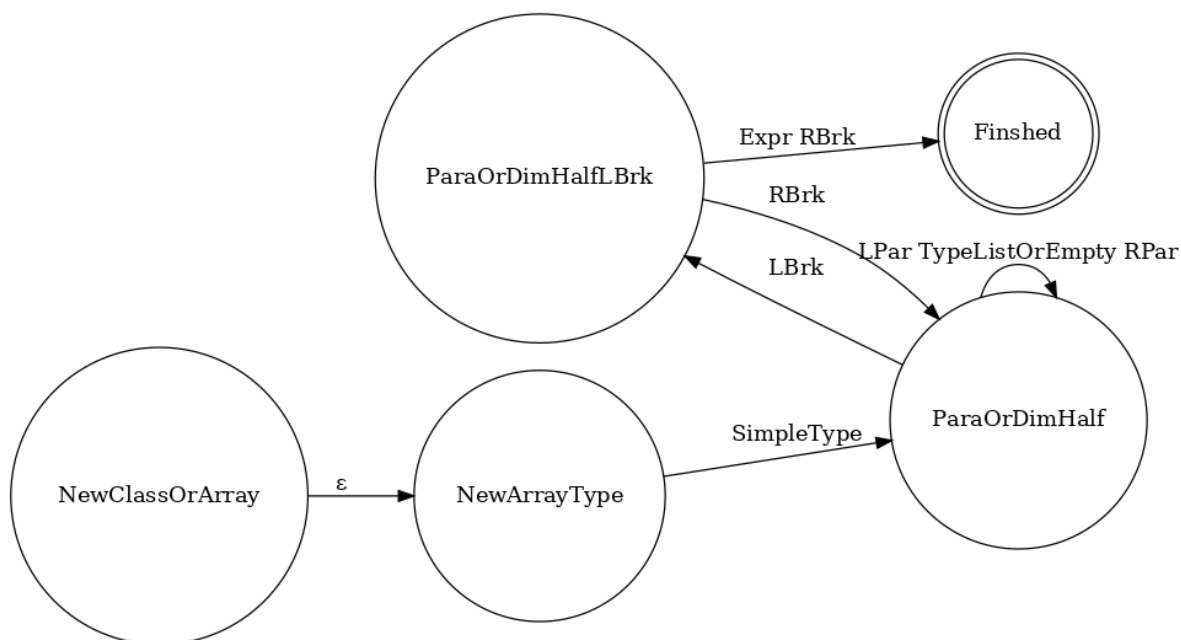 Expr RBrk
Finshed
ParaOrDimHalfLBrk
RBrk
LPar TypeListOrEmpty RPar
LBrk
ParaOrDimHalf
SimpleType
NewClassOrArray
ε
NewArrayType